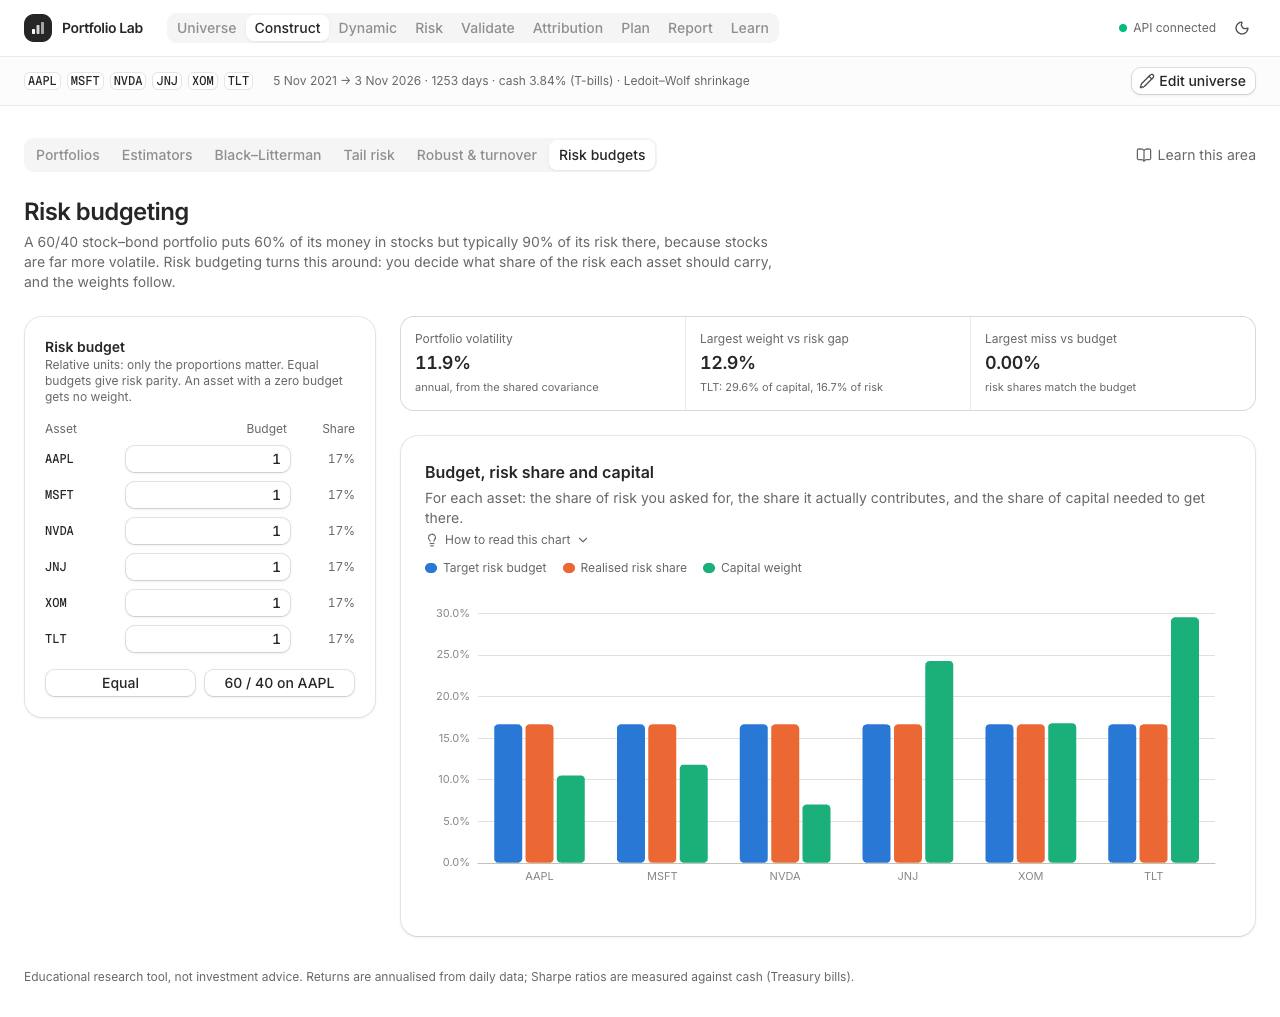 Portfolio Lab
Universe Construct Dynamic Risk Validate Attribution Plan Report Learn
API connected
AAPL MSFT NVDA JNJ XOM TLT
5 Nov 2021 → 3 Nov 2026 · 1253 days · cash 3.84% (T-bills) · Ledoit–Wolf shrinkage
Edit universe
Portfolios Estimators Black–Litterman Tail risk Robust & turnover Risk budgets
Learn this area
Risk budgeting
A 60/40 stock–bond portfolio puts 60% of its money in stocks but typically 90% of its risk there, because stocks
are far more volatile. Risk budgeting turns this around: you decide what share of the risk each asset should carry,
and the weights follow.
Risk budget
Relative units: only the proportions matter. Equal
budgets give risk parity. An asset with a zero budget
gets no weight.
Asset Budget Share
AAPL 1 17%
MSFT 1 17%
NVDA 1 17%
JNJ 1 17%
XOM 1 17%
TLT 1 17%
Equal
60 / 40 on AAPL
Portfolio volatility
11.9%
annual, from the shared covariance
Largest weight vs risk gap
12.9%
TLT: 29.6% of capital, 16.7% of risk
Largest miss vs budget
0.00%
risk shares match the budget
Budget, risk share and capital
For each asset: the share of risk you asked for, the share it actually contributes, and the share of capital needed to get
there.
How to read this chart
Target risk budget Realised risk share Capital weight
30.0%
25.0%
20.0%
15.0%
10.0%
5.0%
0.0%
AAPL MSFT NVDA JNJ XOM TLT
Educational research tool, not investment advice. Returns are annualised from daily data; Sharpe ratios are measured against cash (Treasury bills).